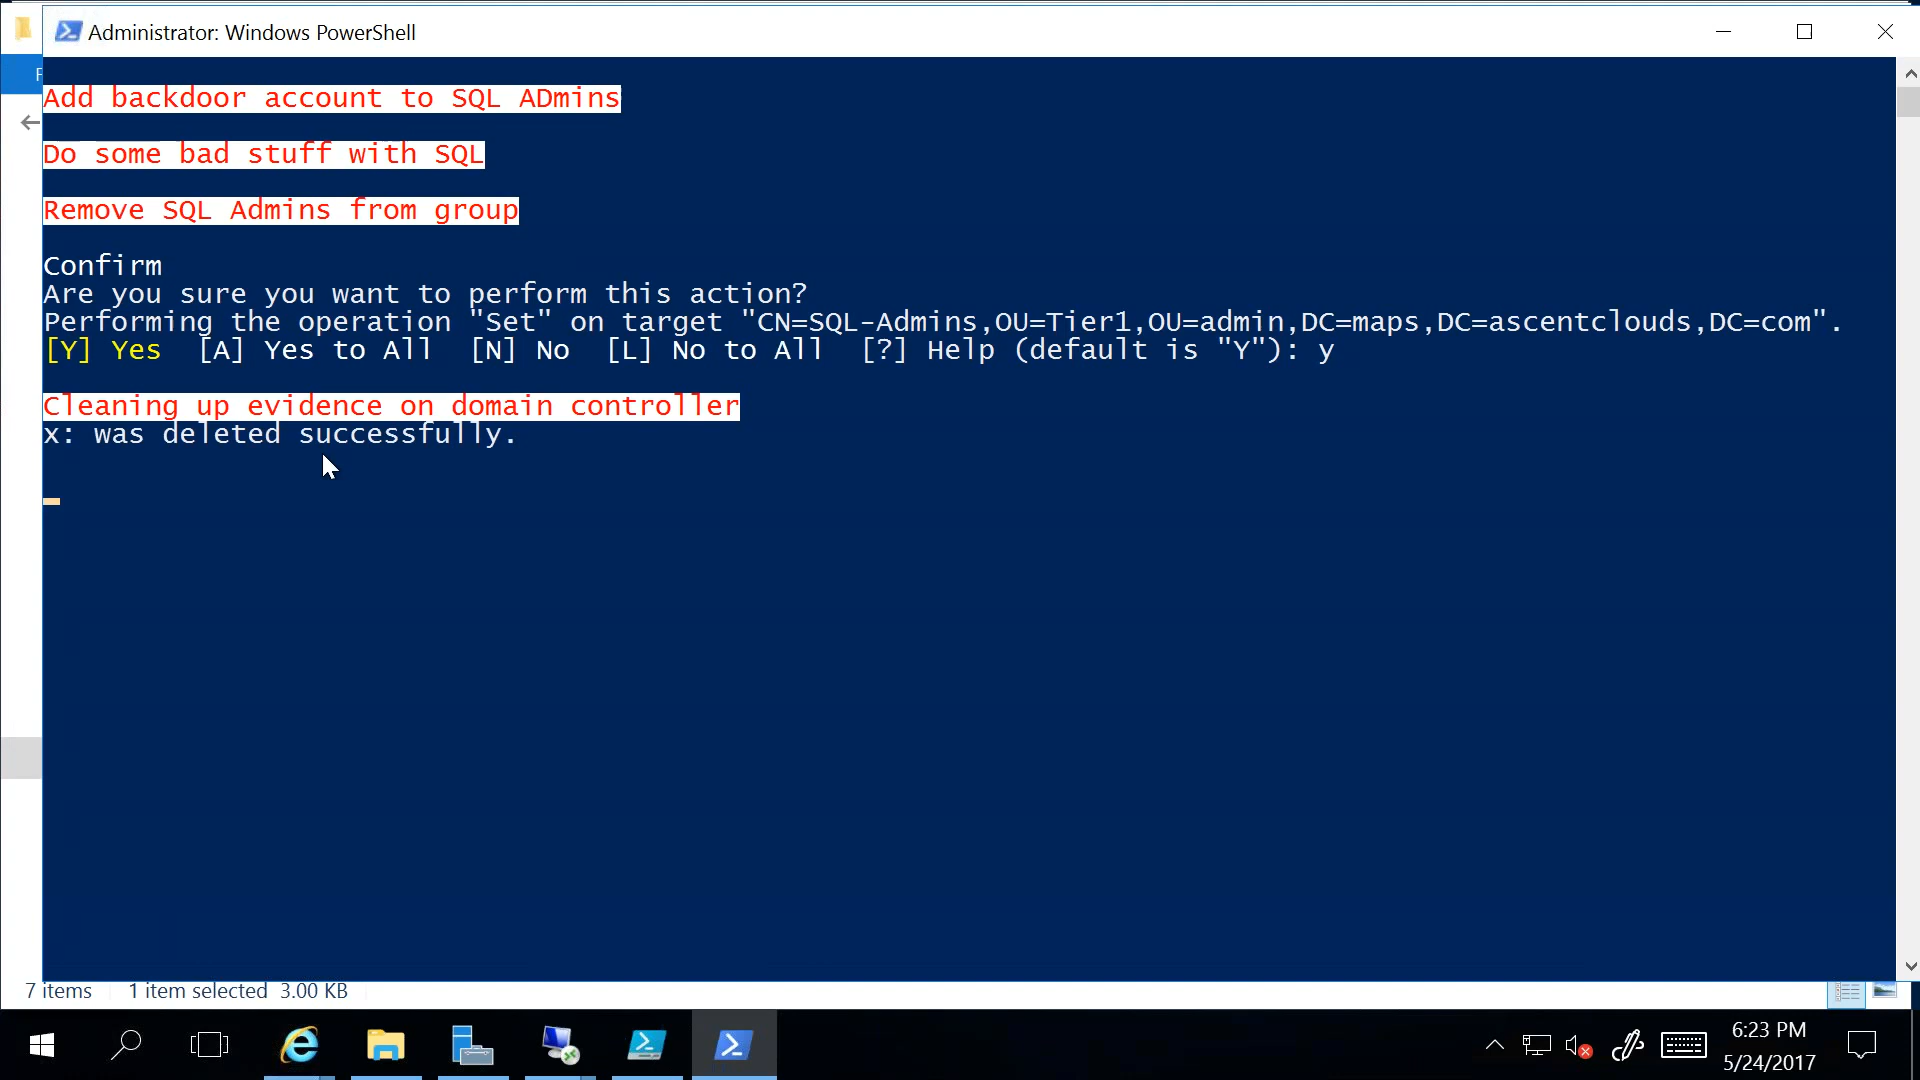 Administrator: Windows PowerShell
F
Add backdoor account to SQL ADmins
Do some bad stuff with SQL
Remove SQL Admins from group
Confirm
Are you sure you want to perform this action?
Performing the operation "Set" on target "CN=SQL-Admins,OU=Tier1,OU=admin,DC=maps,DC=ascentclouds,DC=com".
[Y] Yes  [A] Yes to All  [N] No  [L] No to All  [?] Help (default is "Y"): y
Cleaning up evidence on domain controller
x: was deleted successfully.
7 items 1 item selected 3.00 KB
6:23 PM
5/24/2017